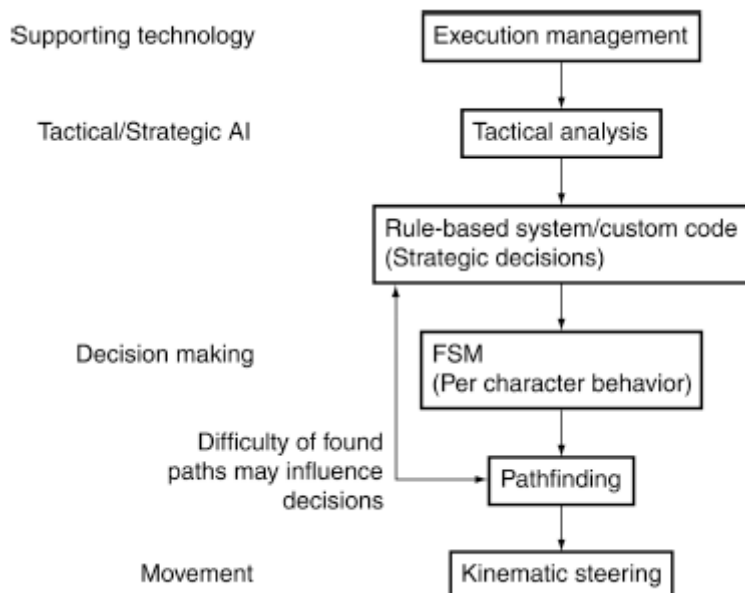 Supporting technology
Execution management
Tactical/Strategic AI
Tactical analysis
Rule-based system/custom code
(Strategic decisions)
Decision making
FSM
(Per character behavior)
Difficulty of found
paths may influence
decisions
Pathfinding
Movement
Kinematic steering